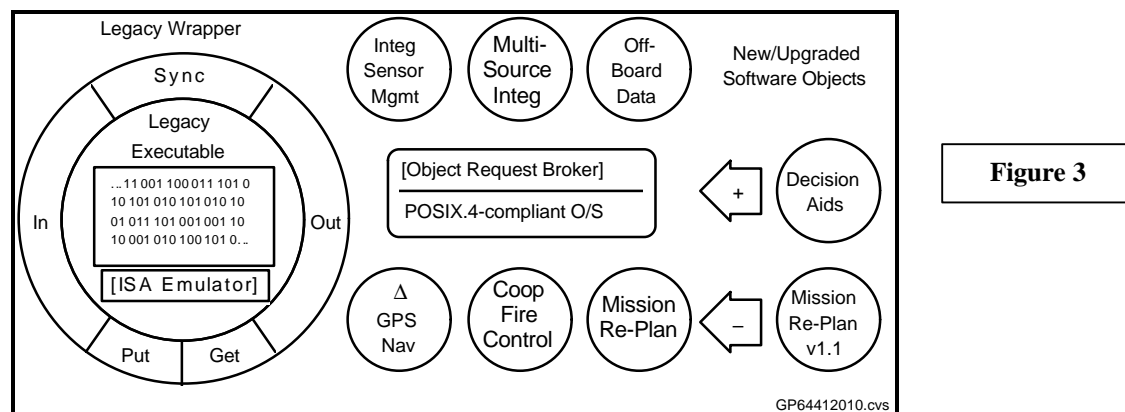 Legacy Wrapper
Sync
In
Out
Put
Get
Legacy
Executable
...11 001 100 011 101 0
10 101 010 101 010 10
01 011 101 001 001 10
10 001 010 100 101 0...
[ISA Emulator]
Integ
Sensor
Mgmt
Multi-
Source
Integ
Off-
Board
Data
New/Upgraded
Software Objects
[Object Request Broker]
POSIX.4-compliant O/S
+
Decision
Aids
Δ
GPS
Nav
Coop
Fire
Control
Mission
Re-Plan
–
Mission
Re-Plan
v1.1
GP64412010.cvs
Figure 3